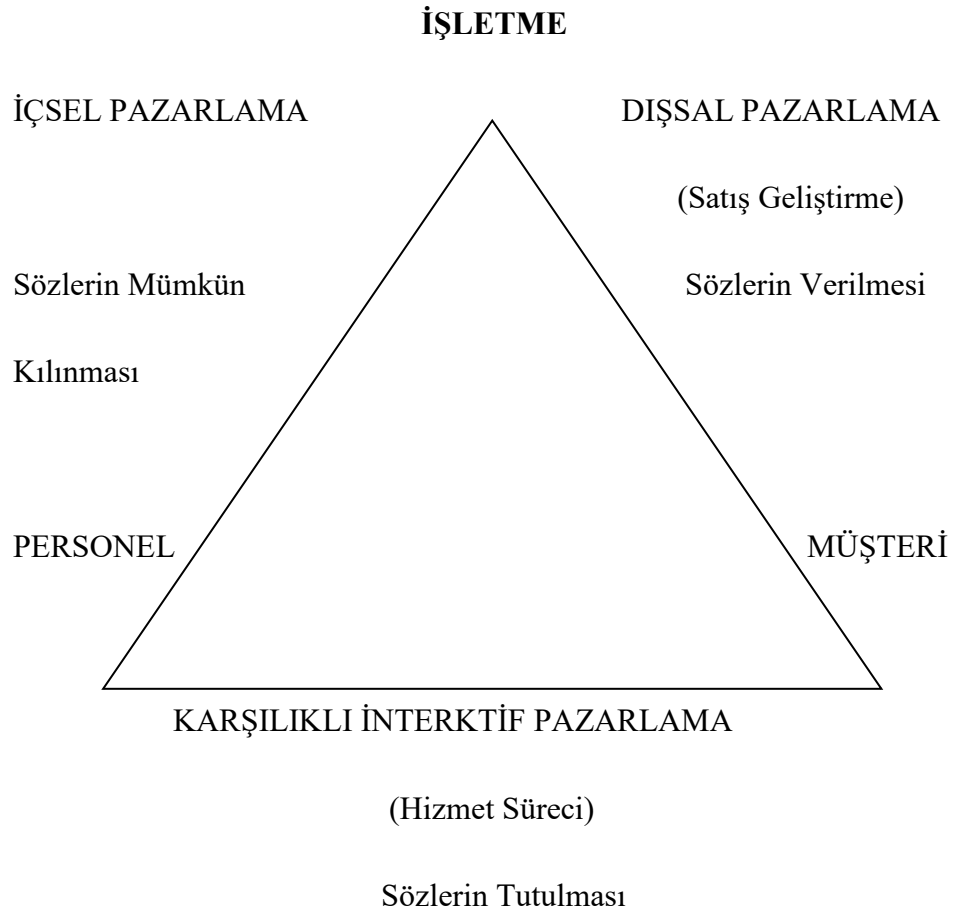 İŞLETME
İÇSEL PAZARLAMA DIŞSAL PAZARLAMA
(Satış Geliştirme)
Sözlerin Mümkün Sözlerin Verilmesi
Kılınması
PERSONEL MÜŞTERİ
KARŞILIKLI İNTERKTİF PAZARLAMA
(Hizmet Süreci)
Sözlerin Tutulması